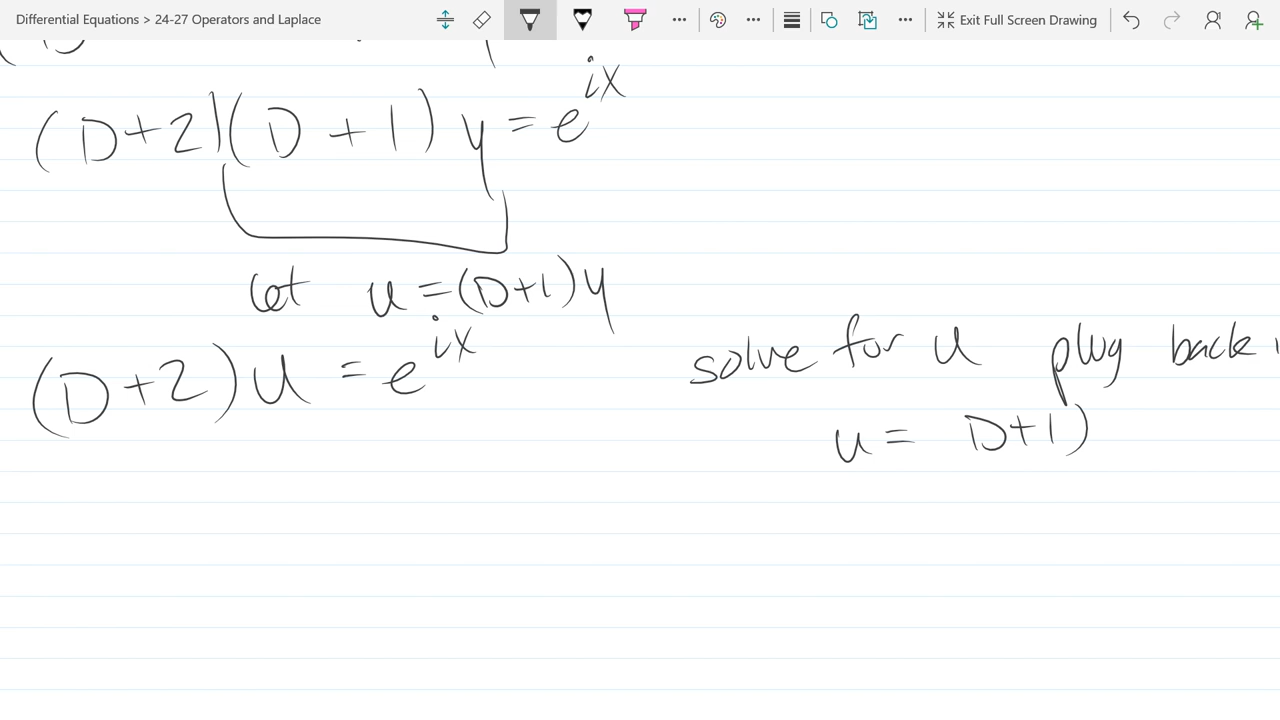 Differential Equations > 24-27 Operators and Laplace
Exit Full Screen Drawing
(D+2)(D+1)y=e^{ix}
let u=(D+1)y
(D+2)u=e^{ix}
solve for u plug back
u= D+1)